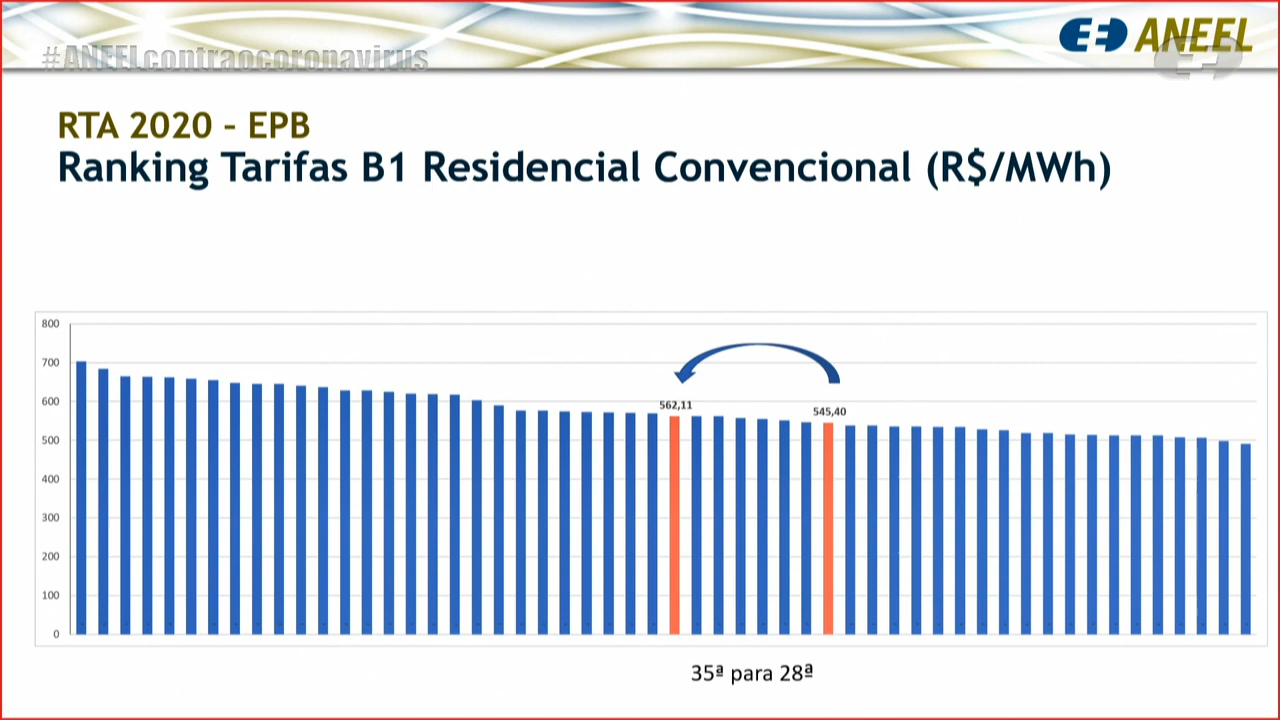 #ANEELcontraocoronavirus
ANEEL
RTA 2020 – EPB
Ranking Tarifas B1 Residencial Convencional (R$/MWh)
800
700
600
500
400
300
200
100
0
562,11
545,40
35ª para 28ª